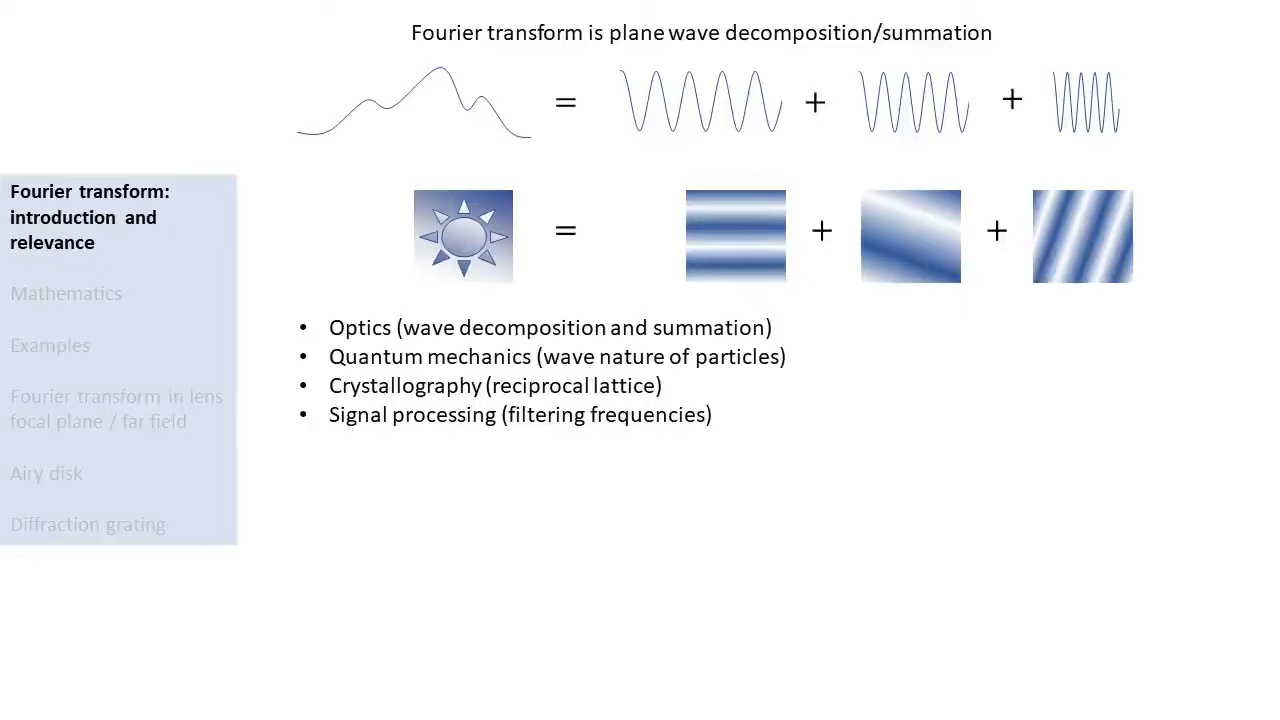 Fourier transform is plane wave decomposition/summation
= + +
Fourier transform:
introduction and
relevance
= + +
Mathematics
• Optics (wave decomposition and summation)
Examples
• Quantum mechanics (wave nature of particles)
• Crystallography (reciprocal lattice)
Fourier transform in lens
• Signal processing (filtering frequencies)
focal plane / far field
Airy disk
Diffraction grating